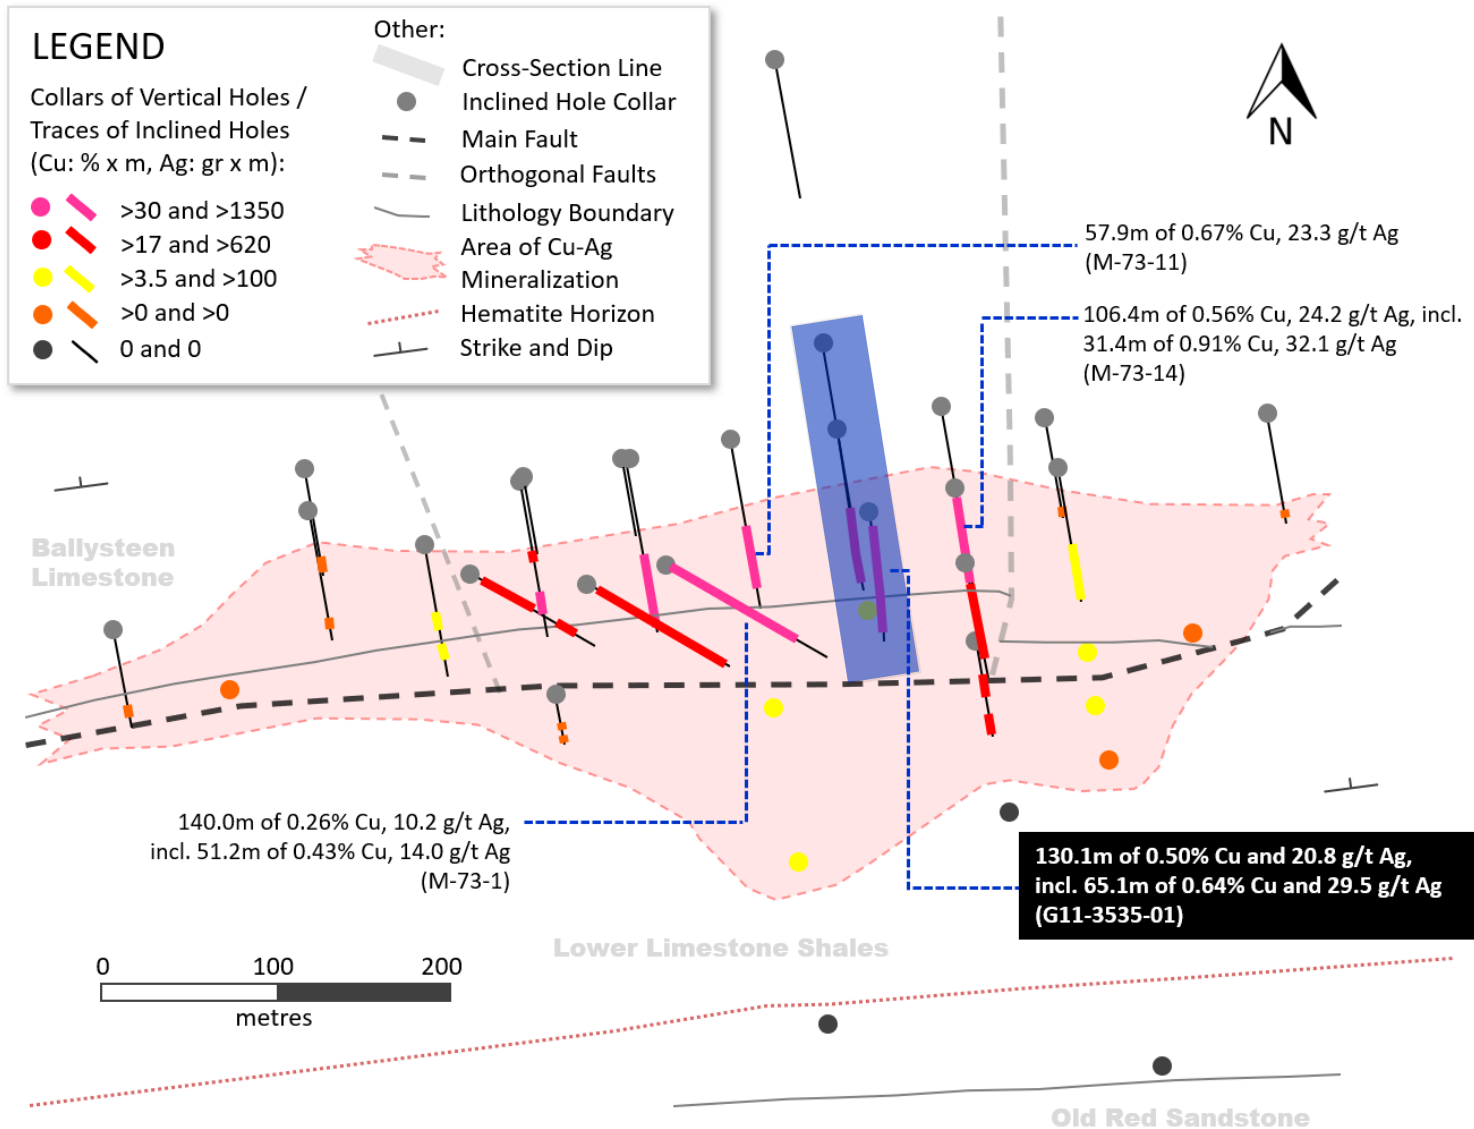 LEGEND
Collars of Vertical Holes /
Traces of Inclined Holes
(Cu: % x m, Ag: gr x m):
>30 and >1350
>17 and >620
>3.5 and >100
>0 and >0
0 and 0
Other:
Cross-Section Line
Inclined Hole Collar
Main Fault
Orthogonal Faults
Lithology Boundary
Area of Cu-Ag
Mineralization
Hematite Horizon
Strike and Dip
N
57.9m of 0.67% Cu, 23.3 g/t Ag
(M-73-11)
106.4m of 0.56% Cu, 24.2 g/t Ag, incl.
31.4m of 0.91% Cu, 32.1 g/t Ag
(M-73-14)
Ballysteen
Limestone
140.0m of 0.26% Cu, 10.2 g/t Ag,
incl. 51.2m of 0.43% Cu, 14.0 g/t Ag
(M-73-1)
130.1m of 0.50% Cu and 20.8 g/t Ag,
incl. 65.1m of 0.64% Cu and 29.5 g/t Ag
(G11-3535-01)
Lower Limestone Shales
0 100 200
metres
Old Red Sandstone